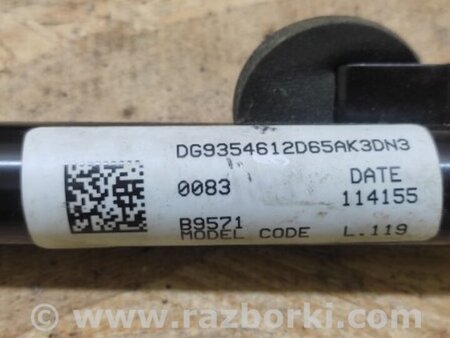 DG9354612D65AK3DN3
0083 DATE
114155
B9571
MODEL CODE L.119
© www.razborki.com